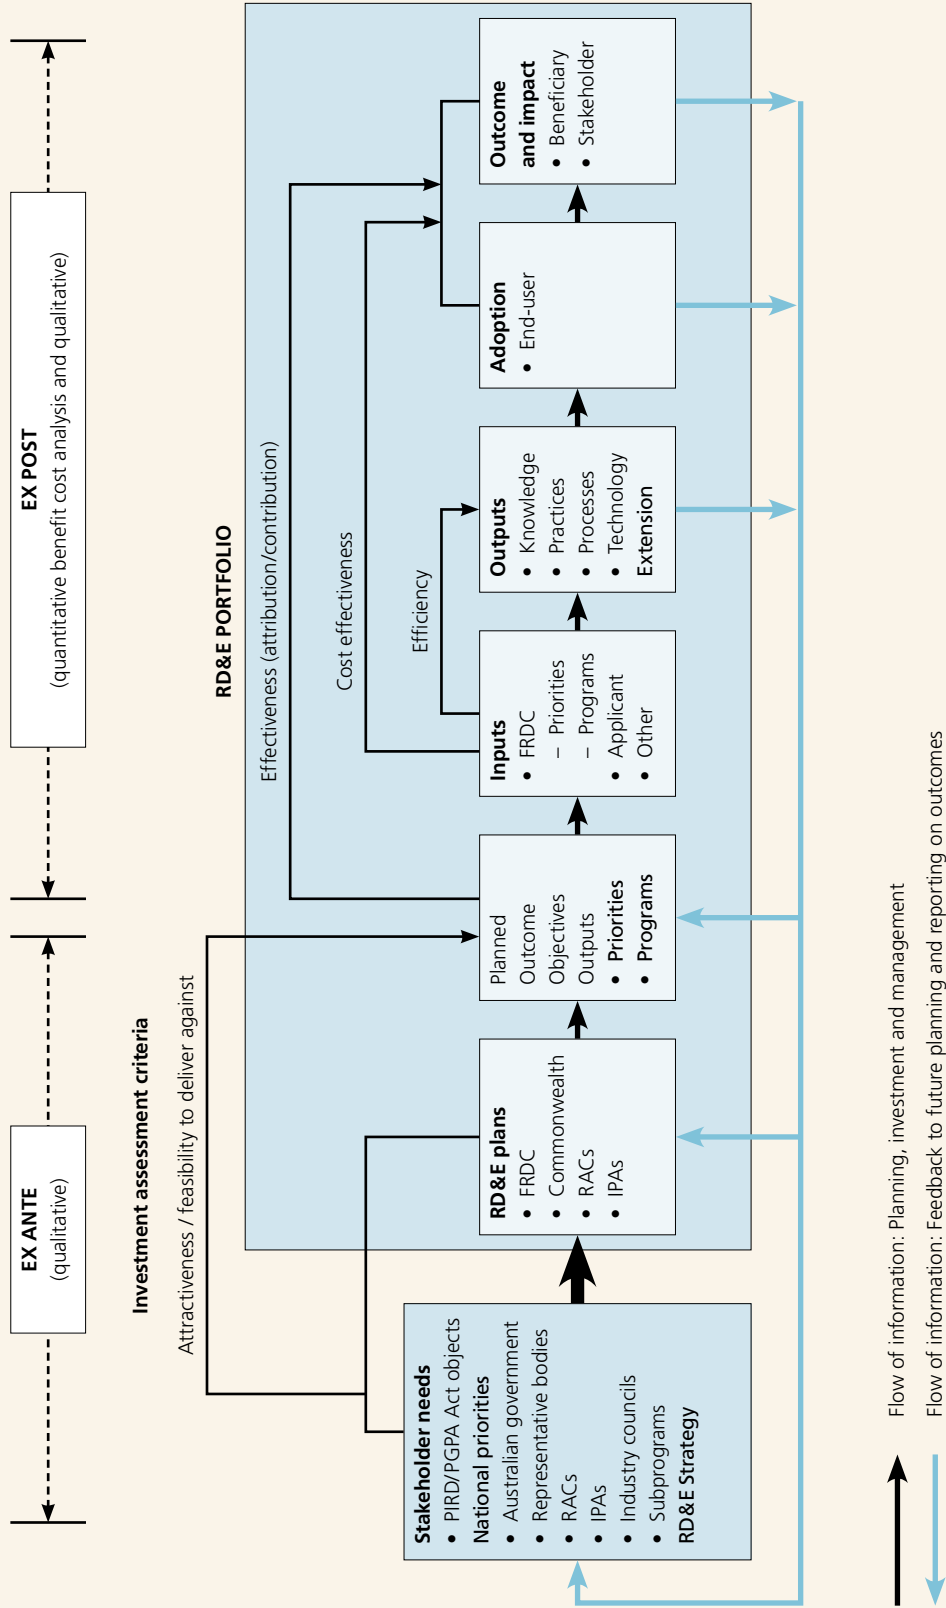 EX ANTE
(qualitative)
EX POST
(quantitative benefit cost analysis and qualitative)
Investment assessment criteria
Attractiveness / feasibility to deliver against
RD&E PORTFOLIO
Effectiveness (attribution/contribution)
Cost effectiveness
Efficiency
Stakeholder needs
• PIRD/PGPA Act objects
National priorities
• Australian government
• Representative bodies
• RACs
• IPAs
• Industry councils
• Subprograms
RD&E Strategy
RD&E plans
• FRDC
• Commonwealth
• RACs
• IPAs
Planned
Outcome
Objectives
Outputs
• Priorities
• Programs
Inputs
• FRDC
– Priorities
– Programs
• Applicant
• Other
Outputs
• Knowledge
• Practices
• Processes
• Technology
Extension
Adoption
• End-user
Outcome
and impact
• Beneficiary
• Stakeholder
Flow of information: Planning, investment and management
Flow of information: Feedback to future planning and reporting on outcomes